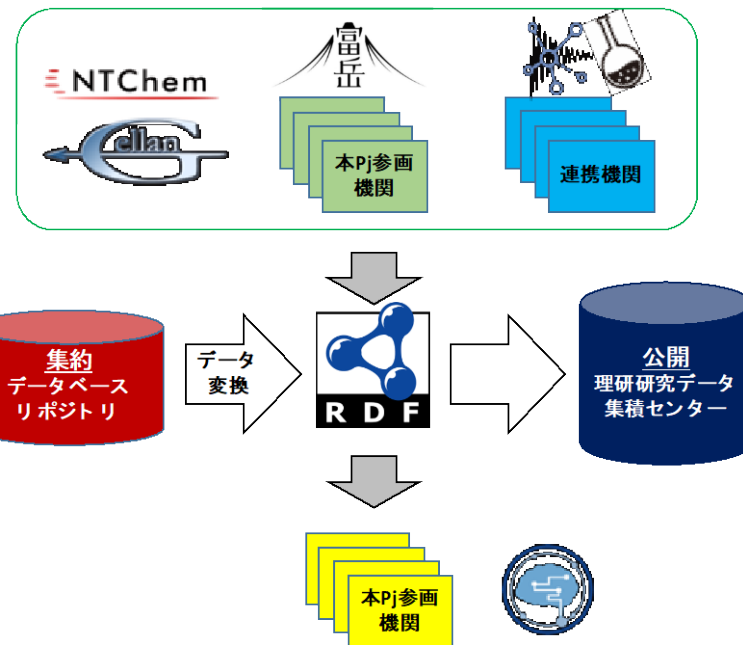 富
岳
NTChem
Gellan
本Pj参画
機関
連携機関
集約
データベース
リポジトリ
データ
変換
RDF
公開
理研研究データ
集積センター
本Pj参画
機関